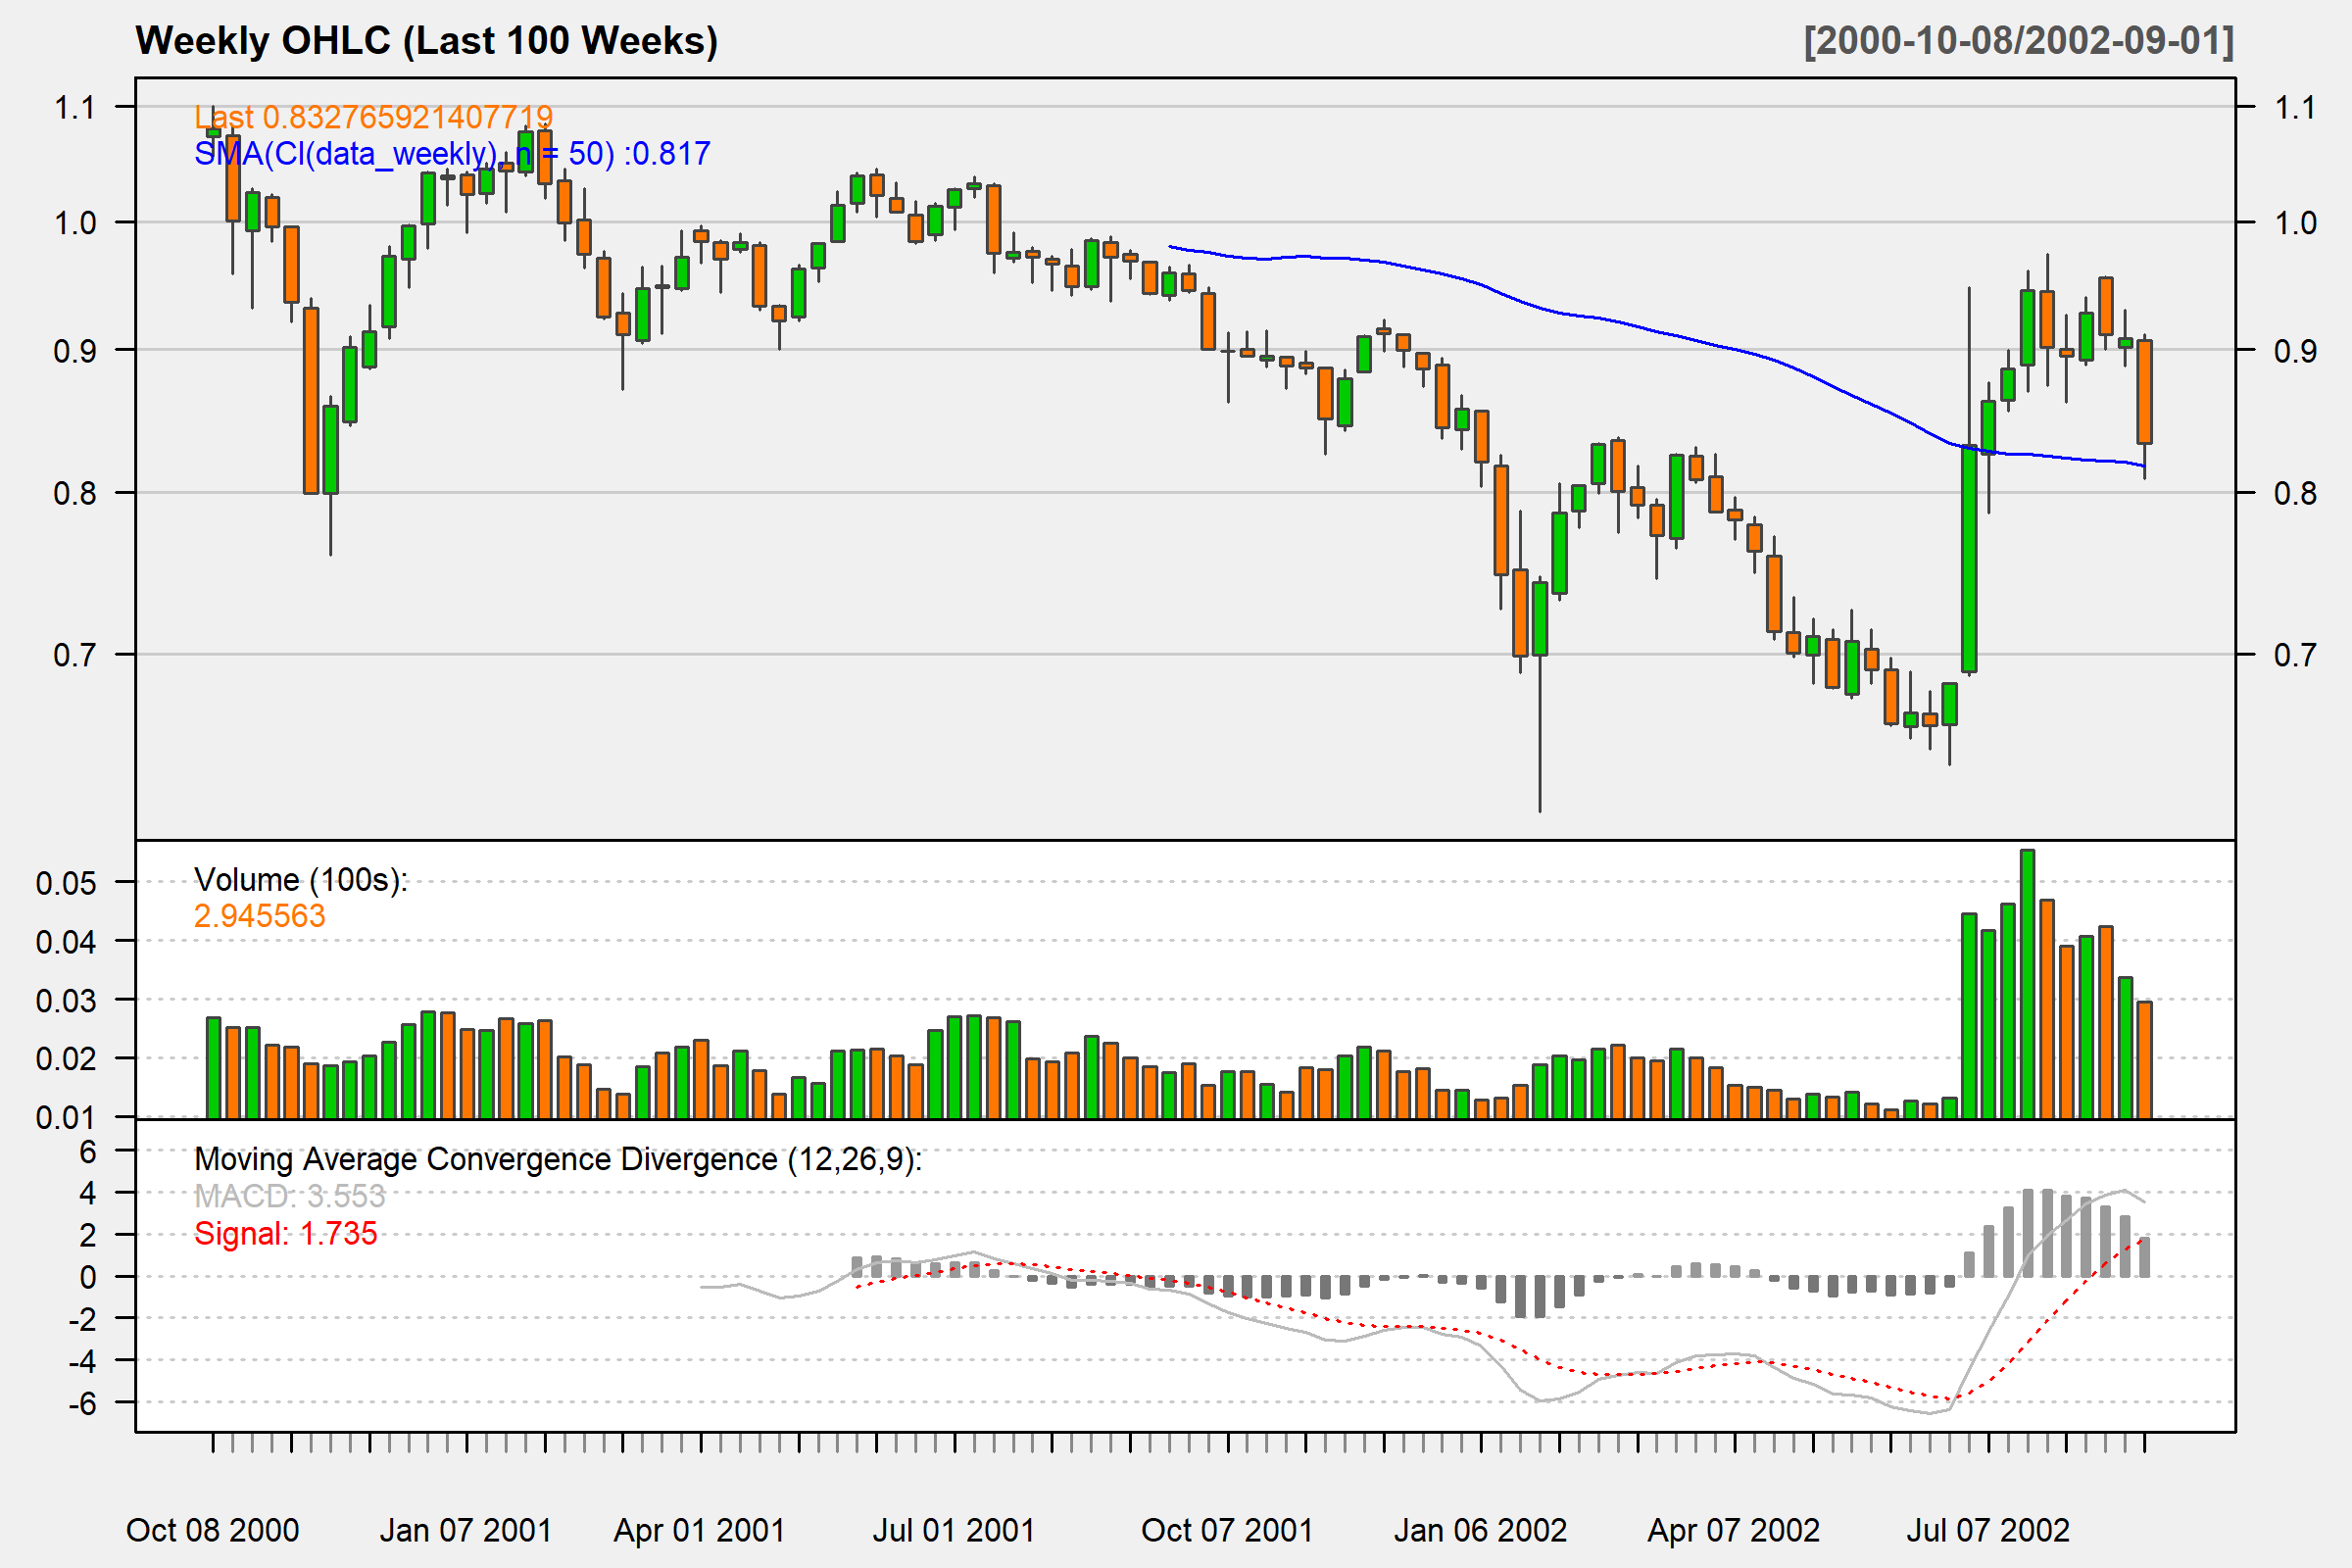 Weekly OHLC (Last 100 Weeks)
[2000-10-08/2002-09-01]
Last 0.832765921407719
SMA(Cl(data_weekly), n = 50) :0.817
1.1
1.0
0.9
0.8
0.7
1.1
1.0
0.9
0.8
0.7
Volume (100s):
2.945563
0.05
0.04
0.03
0.02
0.01
Moving Average Convergence Divergence (12,26,9):
MACD: 3.553
Signal: 1.735
6
4
2
0
-2
-4
-6
Oct 08 2000
Jan 07 2001
Apr 01 2001
Jul 01 2001
Oct 07 2001
Jan 06 2002
Apr 07 2002
Jul 07 2002